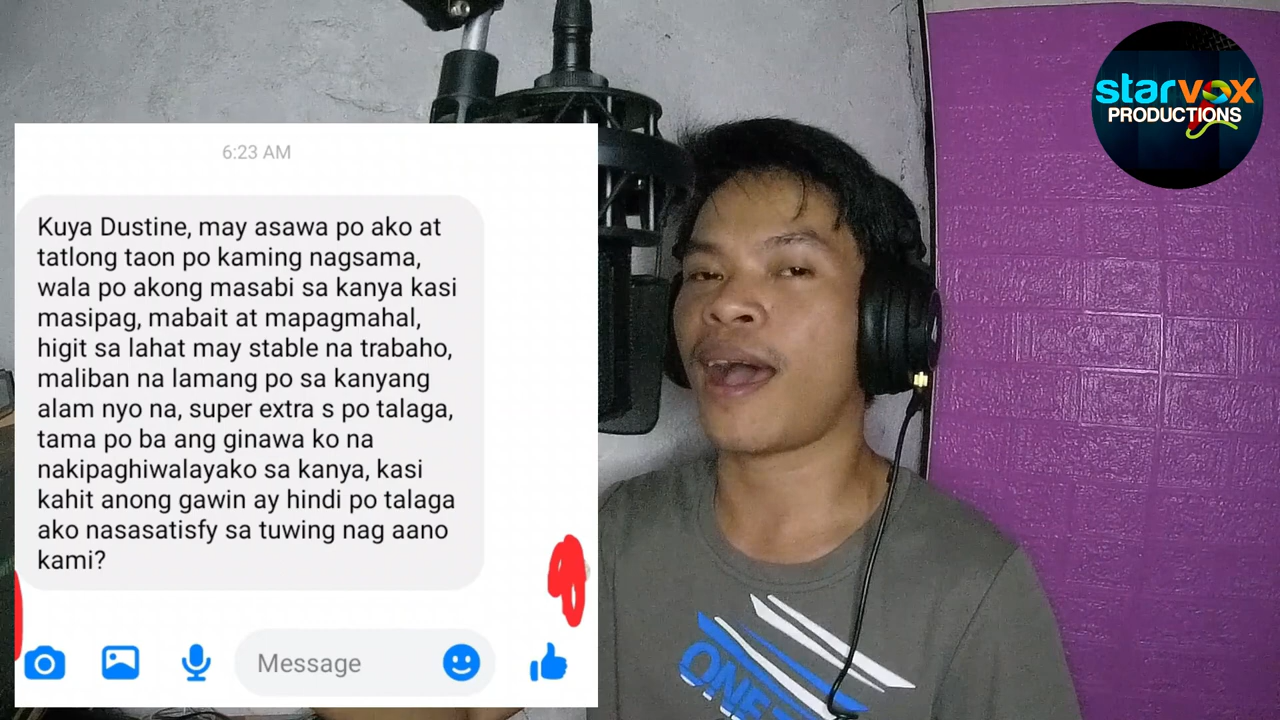 6:23 AM
Kuya Dustine, may asawa po ako at
tatlong taon po kaming nagsama,
wala po akong masabi sa kanya kasi
masipag, mabait at mapagmahal,
higit sa lahat may stable na trabaho,
maliban na lamang po sa kanyang
alam nyo na, super extra s po talaga,
tama po ba ang ginawa ko na
nakipaghiwalayako sa kanya, kasi
kahit anong gawin ay hindi po talaga
ako nasasatisfy sa tuwing nag aano
kami?
Message
starvox
PRODUCTIONS